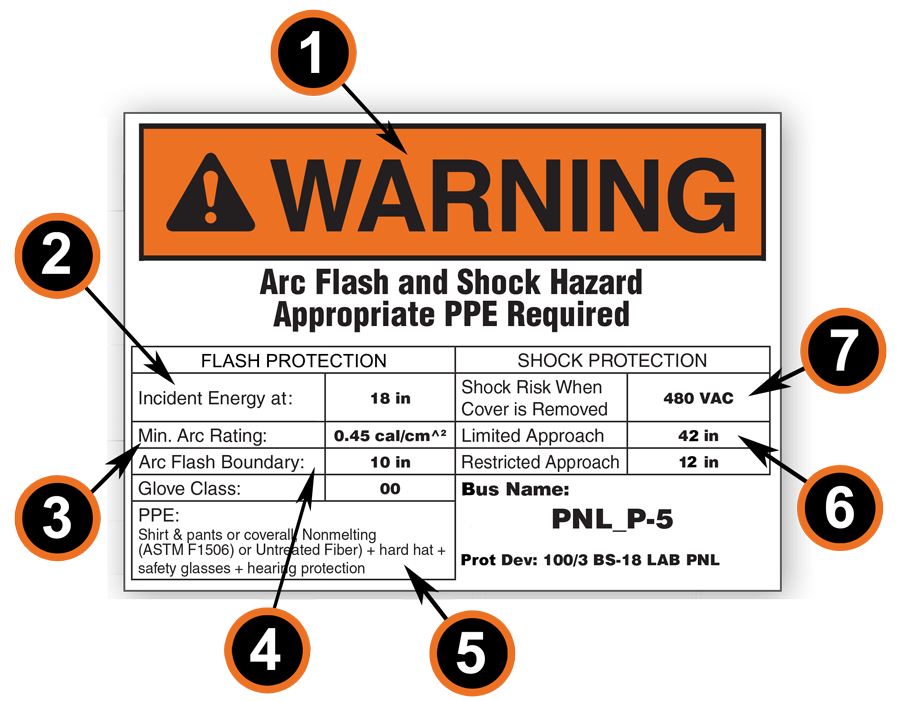 1
WARNING
2
Arc Flash and Shock Hazard
Appropriate PPE Required
7
FLASH PROTECTION
SHOCK PROTECTION
Incident Energy at:
18 in
Shock Risk When
Cover is Removed
480 VAC
Min. Arc Rating:
0.45 cal/cm^²
Limited Approach
42 in
Arc Flash Boundary:
10 in
Restricted Approach
12 in
3
6
Glove Class:
00
Bus Name:
PNL_P-5
PPE:
Shirt & pants or coverall, Nonmelting
(ASTM F1506) or Untreated Fiber) + hard hat +
safety glasses + hearing protection
Prot Dev: 100/3 BS-18 LAB PNL
4
5